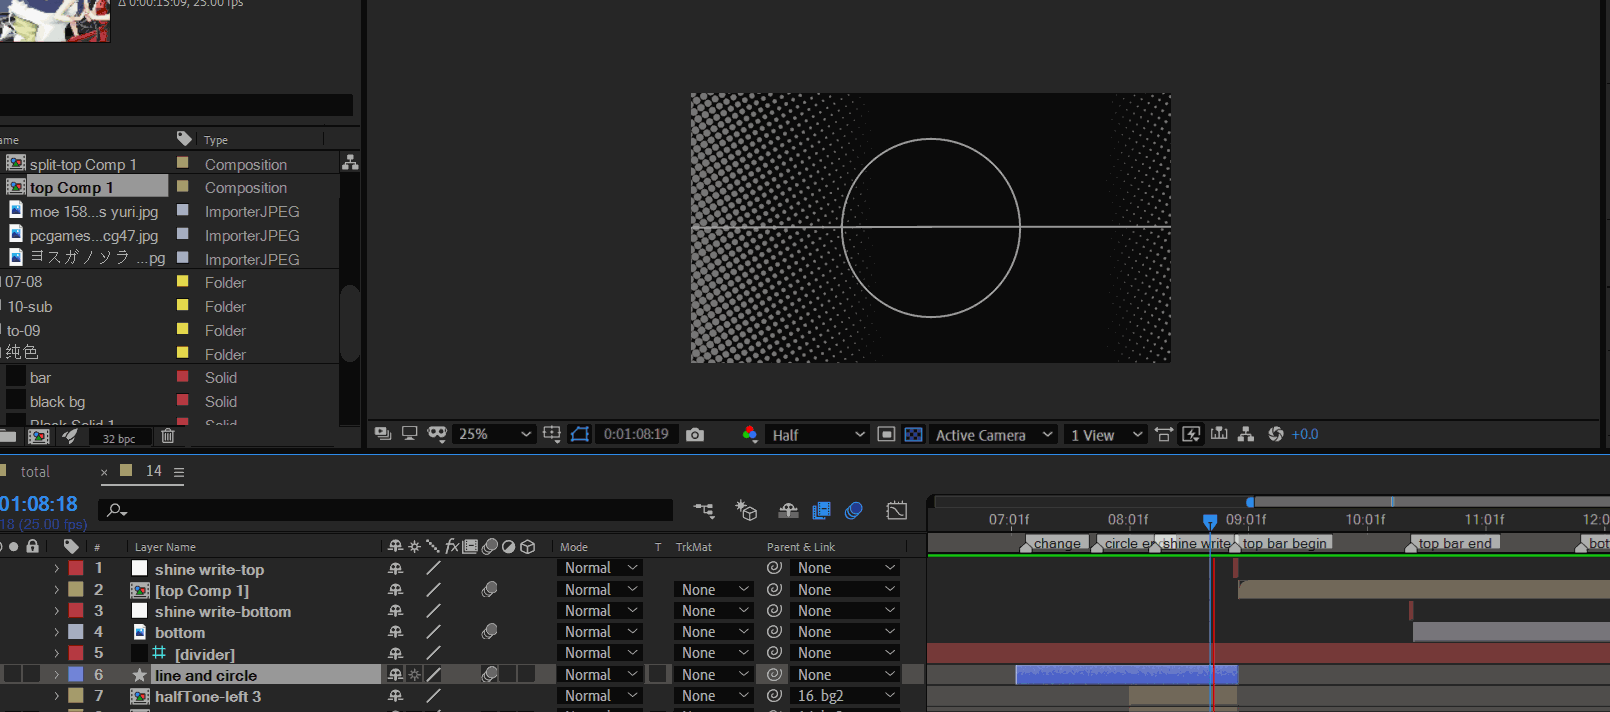 Δ 0:00:15:09, 25.00 fps
ame
Type
split-top Comp 1 Composition
top Comp 1 Composition
moe 158...s yuri.jpg ImporterJPEG
pcgames...cg47.jpg ImporterJPEG
ヨスガノソラ ...pg ImporterJPEG
07-08 Folder
10-sub Folder
to-09 Folder
纯色 Folder
bar Solid
black bg Solid
Black Solid 1 Solid
32 bpc
25% 0:01:08:19 Half Active Camera 1 View +0.0
total × 14
01:08:18
18 (25.00 fps)
07:01f 08:01f 09:01f 10:01f 11:01f 12:0
# Layer Name fx Mode T TrkMat Parent & Link
change circle e shine write top bar begin top bar end bot
1 shine write-top Normal None
2 [top Comp 1] Normal None None
3 shine write-bottom Normal None None
4 bottom Normal None None
5 [divider] Normal None None
6 line and circle Normal None None
7 halfTone-left 3 Normal None 16. bg2